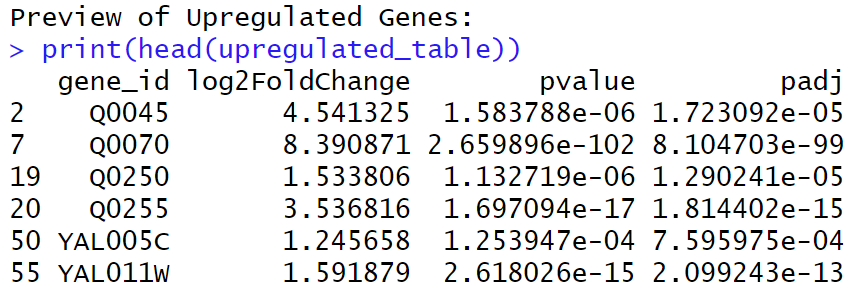 Preview of Upregulated Genes:
> print(head(upregulated_table))
   gene_id log2FoldChange        pvalue         padj
2    Q0045       4.541325  1.583788e-06 1.723092e-05
7    Q0070       8.390871 2.659896e-102 8.104703e-99
19   Q0250       1.533806  1.132719e-06 1.290241e-05
20   Q0255       3.536816  1.697094e-17 1.814402e-15
50 YAL005C       1.245658  1.253947e-04 7.595975e-04
55 YAL011W       1.591879  2.618026e-15 2.099243e-13